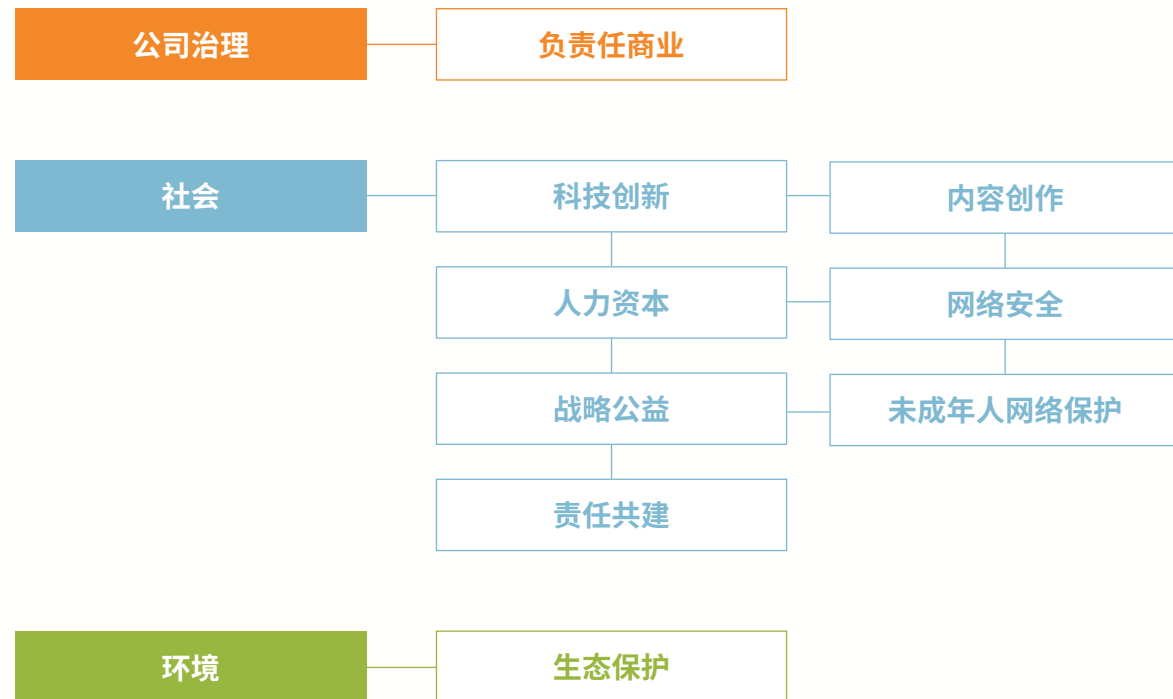 公司治理
负责任商业
社会
科技创新
内容创作
人力资本
网络安全
战略公益
未成年人网络保护
责任共建
环境
生态保护